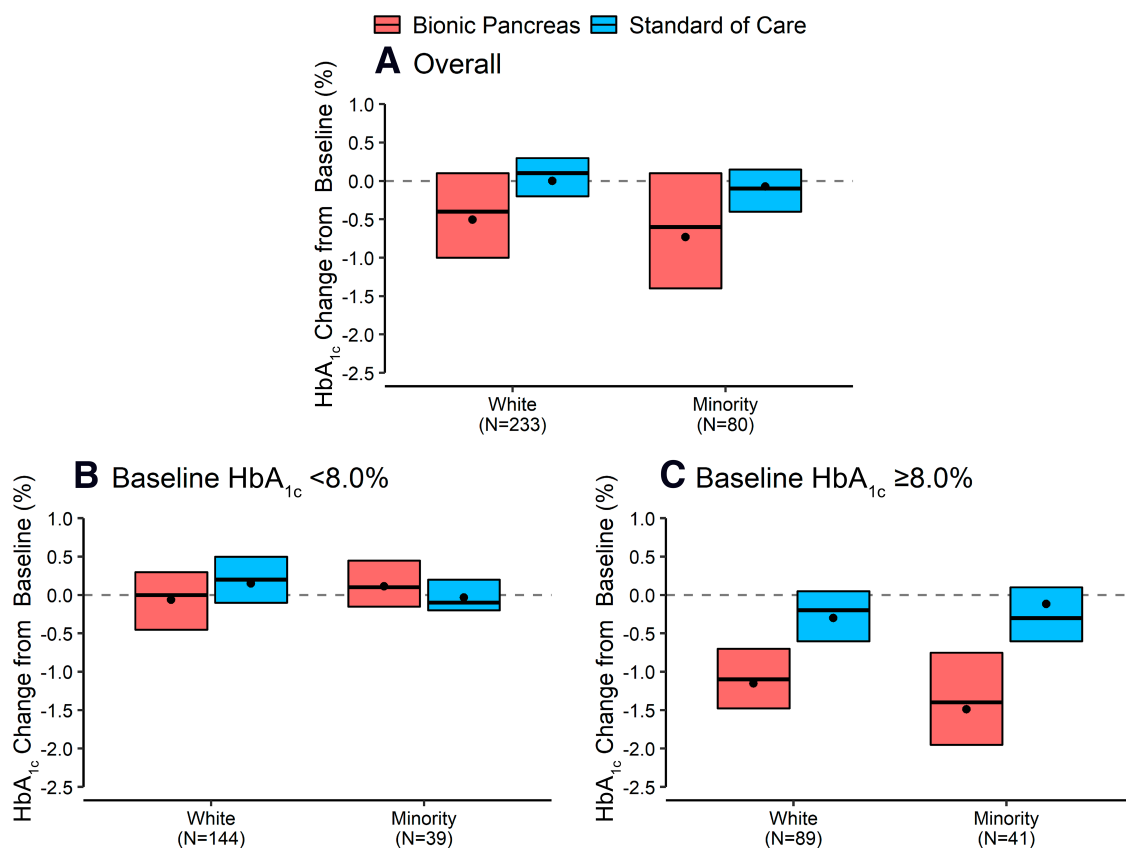 Bionic Pancreas Standard of Care
A Overall
HbA1c Change from Baseline (%)
1.0
0.5
0.0
-0.5
-1.0
-1.5
-2.0
-2.5
White
(N=233)
Minority
(N=80)
B Baseline HbA1c <8.0%
HbA1c Change from Baseline (%)
1.0
0.5
0.0
-0.5
-1.0
-1.5
-2.0
-2.5
White
(N=144)
Minority
(N=39)
C Baseline HbA1c ≥8.0%
HbA1c Change from Baseline (%)
1.0
0.5
0.0
-0.5
-1.0
-1.5
-2.0
-2.5
White
(N=89)
Minority
(N=41)